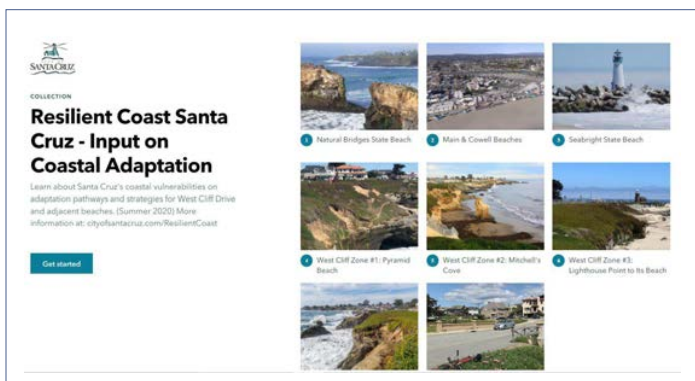 SANTA CRUZ
COLLECTION
Resilient Coast Santa
Cruz - Input on
Coastal Adaptation
Learn about Santa Cruz's coastal vulnerabilities on
adaptation pathways and strategies for West Cliff Drive
and adjacent beaches. (Summer 2020) More
information at: cityofsantacruz.com/ResilientCoast
Get started
1 Natural Bridges State Beach
2 Main & Cowell Beaches
3 Seabright State Beach
4 West Cliff Zone #1: Pyramid
Beach
5 West Cliff Zone #2: Mitchell's
Cove
6 West Cliff Zone #3:
Lighthouse Point to Its Beach